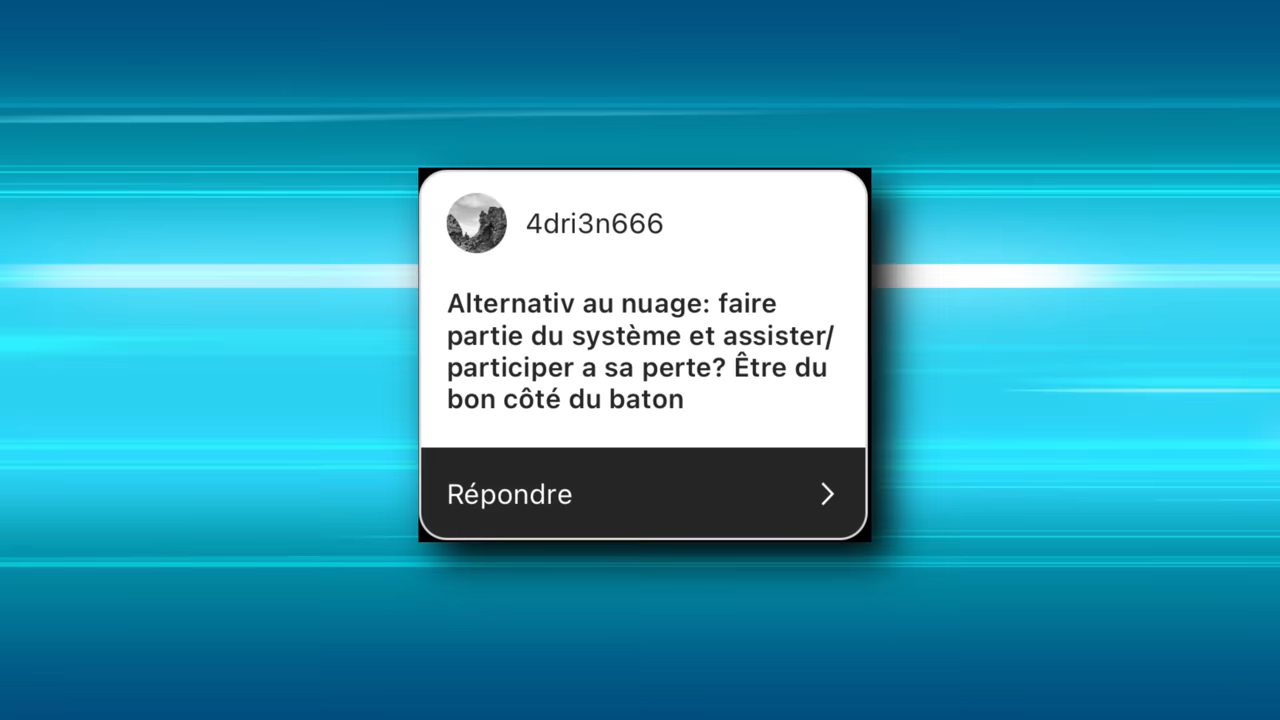 4dri3n666
Alternativ au nuage: faire
partie du système et assister/
participer a sa perte? Être du
bon côté du baton
Répondre